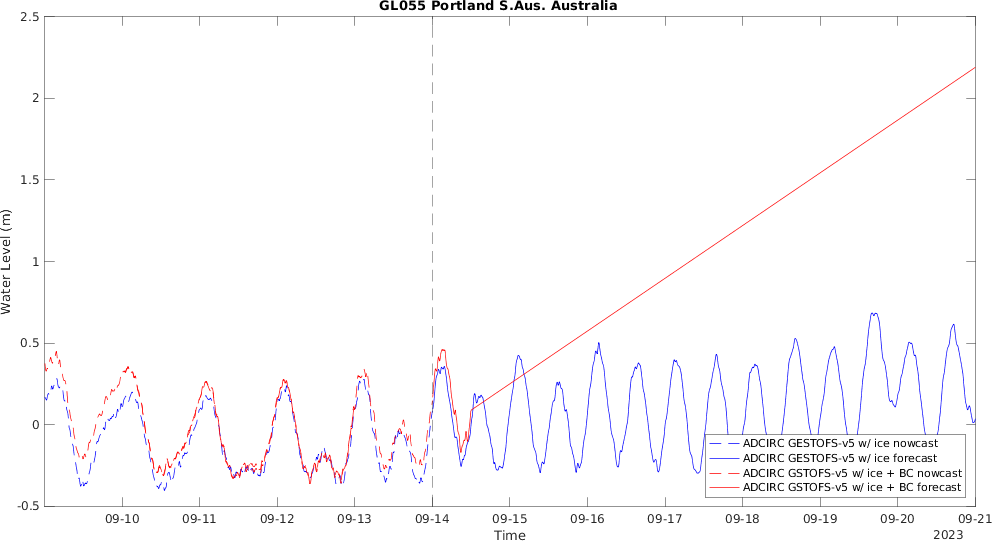 GL055 Portland S.Aus. Australia
2.5
2
1.5
1
0.5
0
-0.5
Water Level (m)
ADCIRC GESTOFS-v5 w/ ice nowcast
ADCIRC GESTOFS-v5 w/ ice forecast
ADCIRC GSTOFS-v5 w/ ice + BC nowcast
ADCIRC GSTOFS-v5 w/ ice + BC forecast
09-10 09-11 09-12 09-13 09-14 09-15 09-16 09-17 09-18 09-19 09-20 09-21
Time
2023